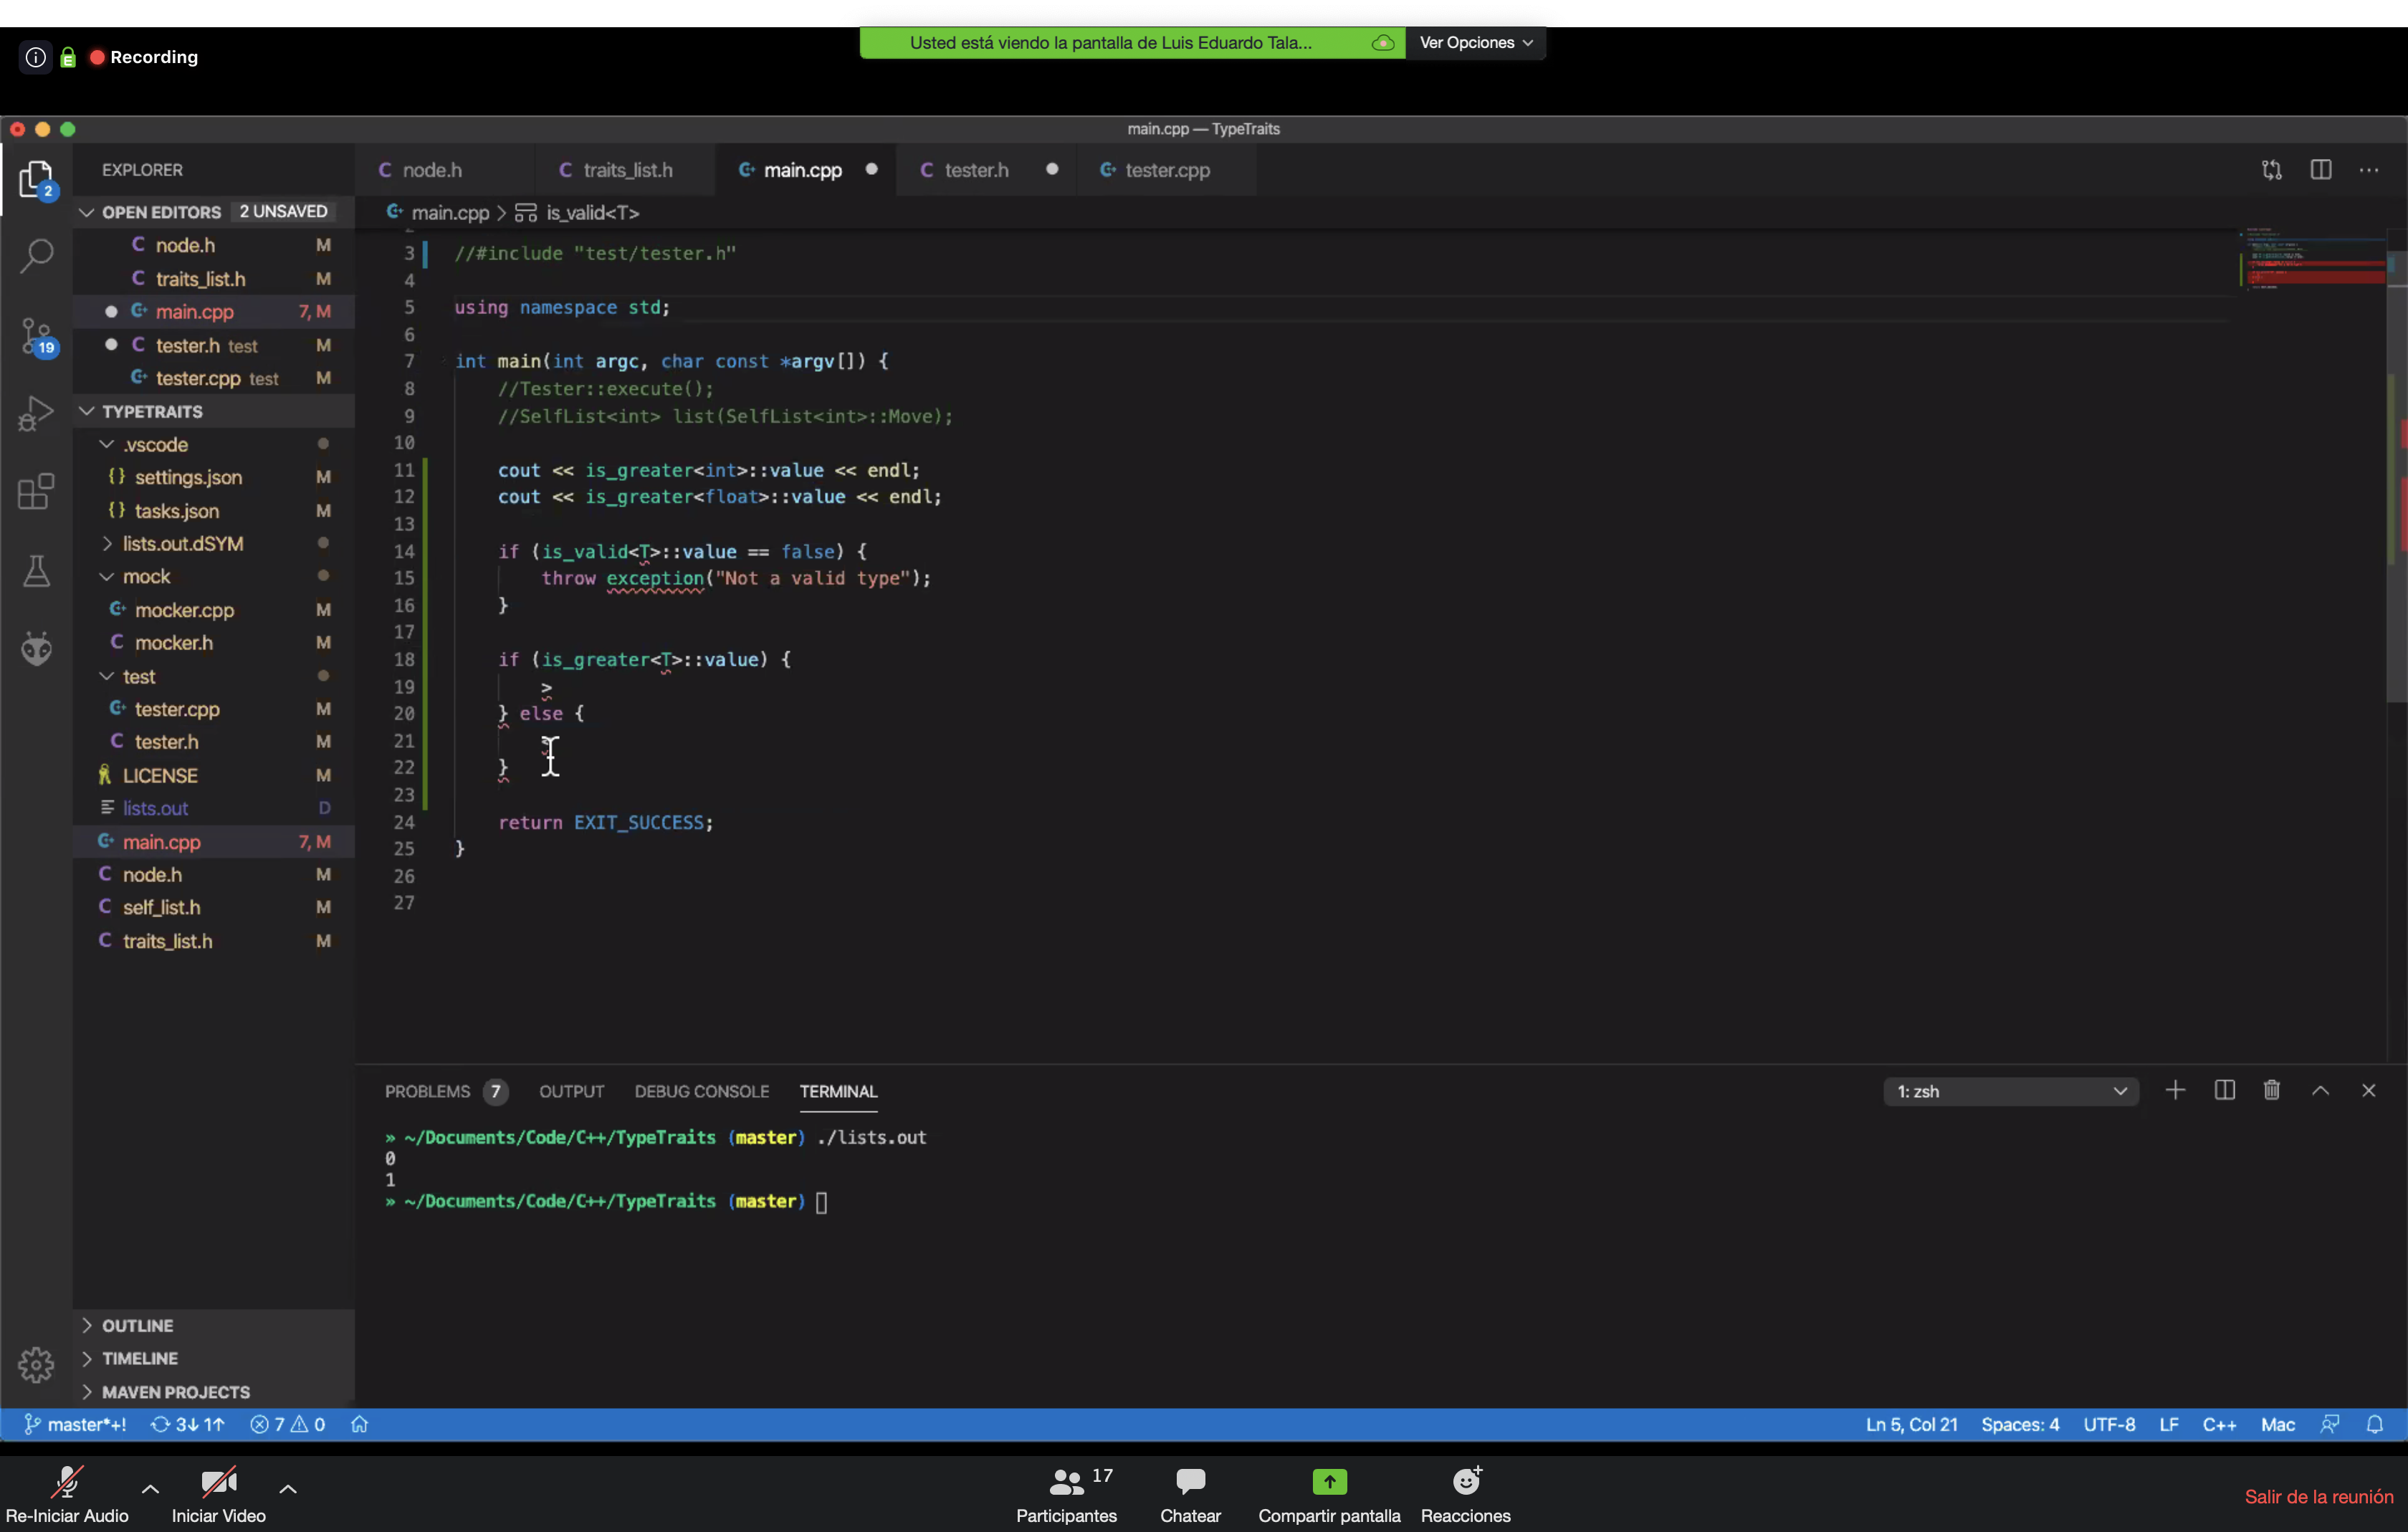 Recording
Usted está viendo la pantalla de Luis Eduardo Tala...
Ver Opciones
main.cpp — TypeTraits
2
EXPLORER
node.h
traits_list.h
main.cpp
tester.h
tester.cpp
OPEN EDITORS 2 UNSAVED
main.cpp > is_valid<T>
node.h M
traits_list.h M
main.cpp 7, M
tester.h test M
tester.cpp test M
TYPETRAITS
.vscode
settings.json M
tasks.json M
lists.out.dSYM
mock
mocker.cpp M
mocker.h M
test
tester.cpp M
tester.h M
LICENSE M
lists.out D
main.cpp 7, M
node.h M
self_list.h M
traits_list.h M
19
OUTLINE
TIMELINE
MAVEN PROJECTS
3 //#include "test/tester.h"
4
5 using namespace std;
6
7 int main(int argc, char const *argv[]) {
8 //Tester::execute();
9 //SelfList<int> list(SelfList<int>::Move);
10
11 cout << is_greater<int>::value << endl;
12 cout << is_greater<float>::value << endl;
13
14 if (is_valid<T>::value == false) {
15 throw exception("Not a valid type");
16 }
17
18 if (is_greater<T>::value) {
19 >
20 } else {
21
22 }
23
24 return EXIT_SUCCESS;
25 }
26
27
PROBLEMS 7 OUTPUT DEBUG CONSOLE TERMINAL
1: zsh
» ~/Documents/Code/C++/TypeTraits (master) ./lists.out
0
1
» ~/Documents/Code/C++/TypeTraits (master)
master*+! 3↓ 1↑ 7 0
Ln 5, Col 21 Spaces: 4 UTF-8 LF C++ Mac
Re-Iniciar Audio
Iniciar Video
17
Participantes
Chatear
Compartir pantalla
Reacciones
Salir de la reunión